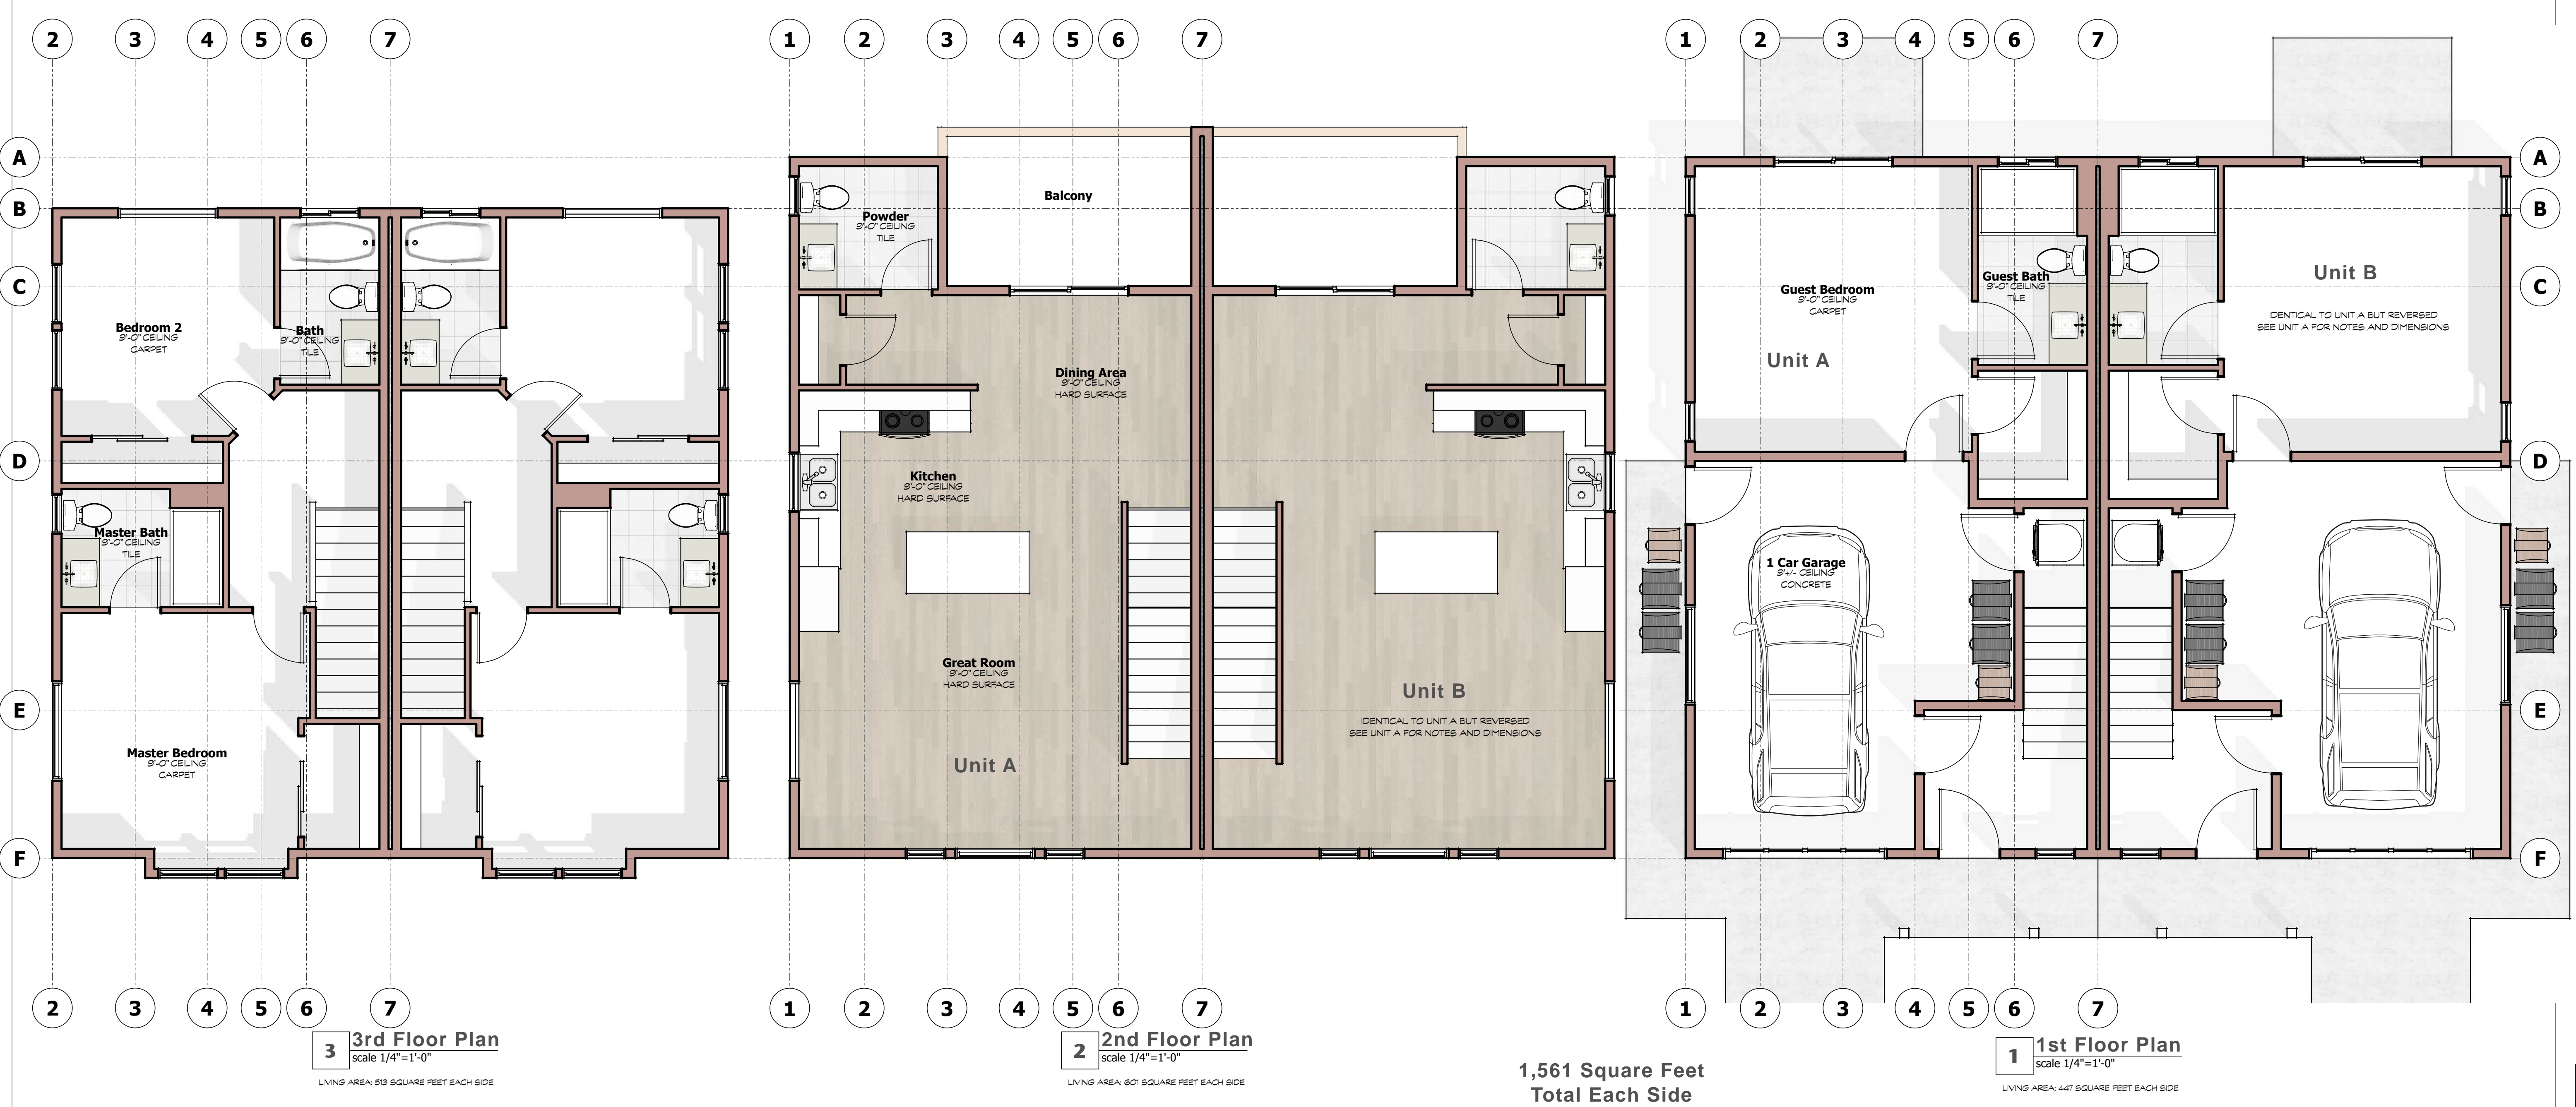 2 3 4 5 6 7
1 2 3 4 5 6 7
1 2 3 4 5 6 7
A
B
C
D
E
F
Bedroom 2
9'-0" CEILING
CARPET
Bath
9'-0" CEILING
TILE
Master Bath
9'-0" CEILING
TILE
Master Bedroom
9'-0" CEILING
CARPET
2 3 4 5 6 7
3
3rd Floor Plan
scale 1/4"=1'-0"
LIVING AREA: 513 SQUARE FEET EACH SIDE
Balcony
Powder
9'-0" CEILING
TILE
Dining Area
9'-0" CEILING
HARD SURFACE
Kitchen
9'-0" CEILING
HARD SURFACE
Great Room
9'-0" CEILING
HARD SURFACE
Unit A
Unit B
IDENTICAL TO UNIT A BUT REVERSED
SEE UNIT A FOR NOTES AND DIMENSIONS
1 2 3 4 5 6 7
2
2nd Floor Plan
scale 1/4"=1'-0"
LIVING AREA: 601 SQUARE FEET EACH SIDE
1,561 Square Feet
Total Each Side
Guest Bedroom
9'-0" CEILING
CARPET
Unit A
Guest Bath
9'-0" CEILING
TILE
Unit B
IDENTICAL TO UNIT A BUT REVERSED
SEE UNIT A FOR NOTES AND DIMENSIONS
1 Car Garage
9'+/- CEILING
CONCRETE
A
B
C
D
E
F
1 2 3 4 5 6 7
1
1st Floor Plan
scale 1/4"=1'-0"
LIVING AREA: 447 SQUARE FEET EACH SIDE